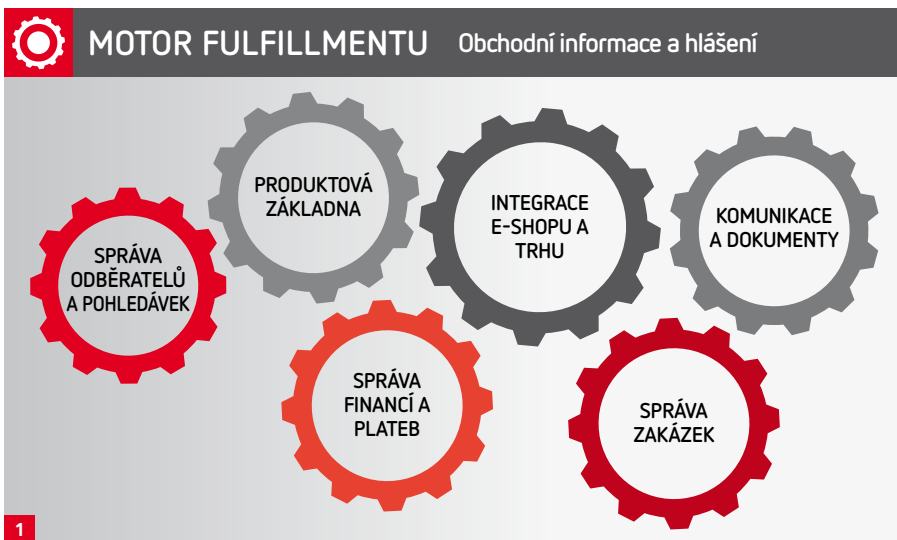 MOTOR FULFILLMENTU Obchodní informace a hlášení
PRODUKTOVÁ
ZÁKLADNA
INTEGRACE
E-SHOPU A
TRHU
KOMUNIKACE
A DOKUMENTY
SPRÁVA
ODBĚRATELŮ
A POHLEDÁVEK
SPRÁVA
FINANCÍ A
PLATEB
SPRÁVA
ZAKÁZEK
1